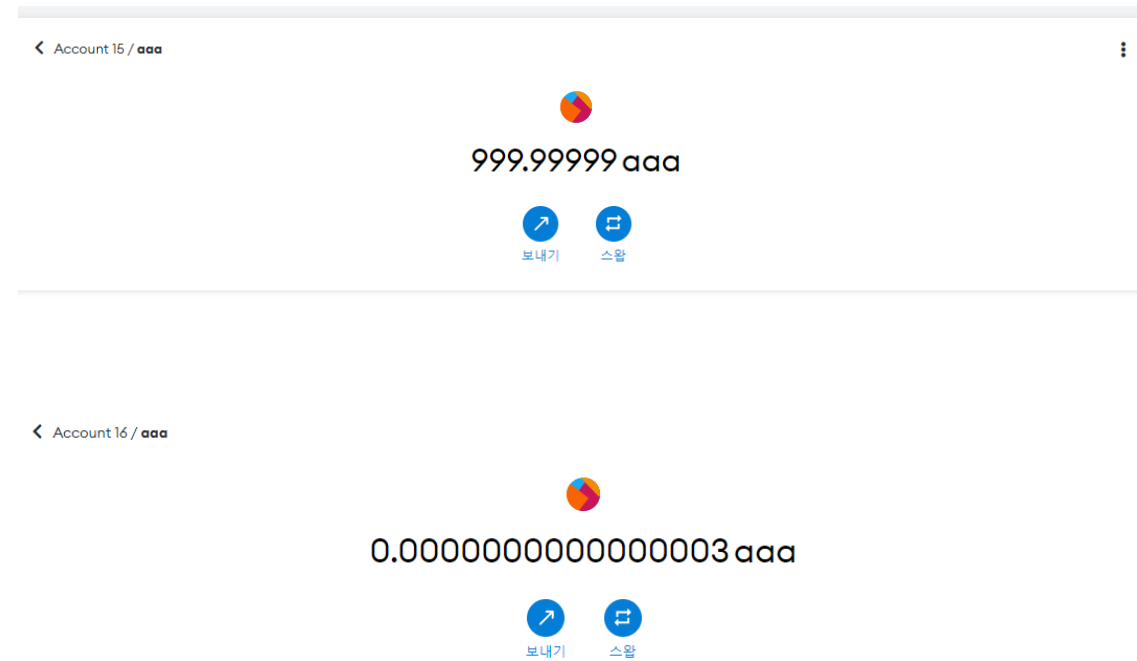 Account 15 / aaa
999.99999 aaa
보내기 스왑
Account 16 / aaa
0.00000000000000003 aaa
보내기 스왑